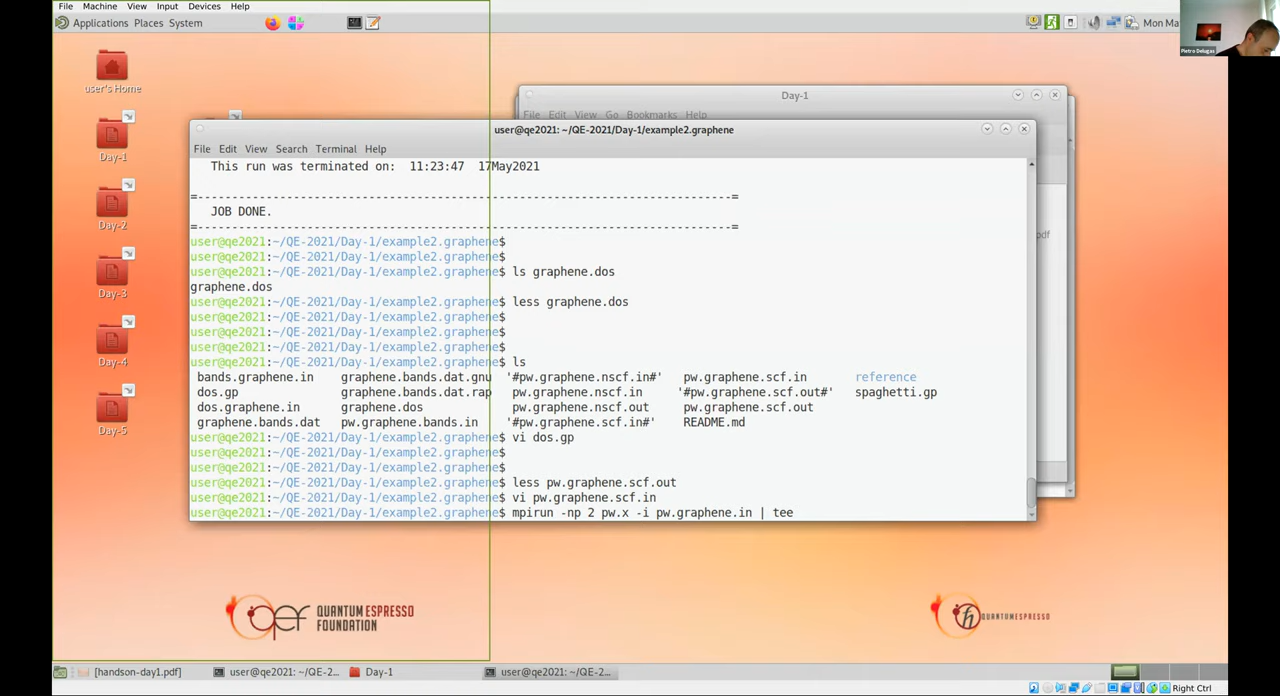 File Machine View Input Devices Help
Applications Places System
Mon Ma
Pietro Delugas
user's Home
Day-1
Day-2
Day-3
Day-4
Day-5
Day-1
File Edit View Go Bookmarks Help
pdf
user@qe2021: ~/QE-2021/Day-1/example2.graphene
File Edit View Search Terminal Help
This run was terminated on: 11:23:47 17May2021
=------------------------------------------------------------------------------=
JOB DONE.
=------------------------------------------------------------------------------=
user@qe2021:~/QE-2021/Day-1/example2.graphene$
user@qe2021:~/QE-2021/Day-1/example2.graphene$
user@qe2021:~/QE-2021/Day-1/example2.graphene$ ls graphene.dos
graphene.dos
user@qe2021:~/QE-2021/Day-1/example2.graphene$ less graphene.dos
user@qe2021:~/QE-2021/Day-1/example2.graphene$
user@qe2021:~/QE-2021/Day-1/example2.graphene$
user@qe2021:~/QE-2021/Day-1/example2.graphene$
user@qe2021:~/QE-2021/Day-1/example2.graphene$ ls
bands.graphene.in graphene.bands.dat.gnu '#pw.graphene.nscf.in#' pw.graphene.scf.in reference
dos.gp graphene.bands.dat.rap pw.graphene.nscf.in '#pw.graphene.scf.out#' spaghetti.gp
dos.graphene.in graphene.dos pw.graphene.nscf.out pw.graphene.scf.out
graphene.bands.dat pw.graphene.bands.in '#pw.graphene.scf.in#' README.md
user@qe2021:~/QE-2021/Day-1/example2.graphene$ vi dos.gp
user@qe2021:~/QE-2021/Day-1/example2.graphene$
user@qe2021:~/QE-2021/Day-1/example2.graphene$
user@qe2021:~/QE-2021/Day-1/example2.graphene$ less pw.graphene.scf.out
user@qe2021:~/QE-2021/Day-1/example2.graphene$ vi pw.graphene.scf.in
user@qe2021:~/QE-2021/Day-1/example2.graphene$ mpirun -np 2 pw.x -i pw.graphene.in | tee
QUANTUM ESPRESSO
FOUNDATION
QUANTUM ESPRESSO
[handson-day1.pdf] user@qe2021: ~/QE-2... Day-1 user@qe2021: ~/QE-2...
Right Ctrl